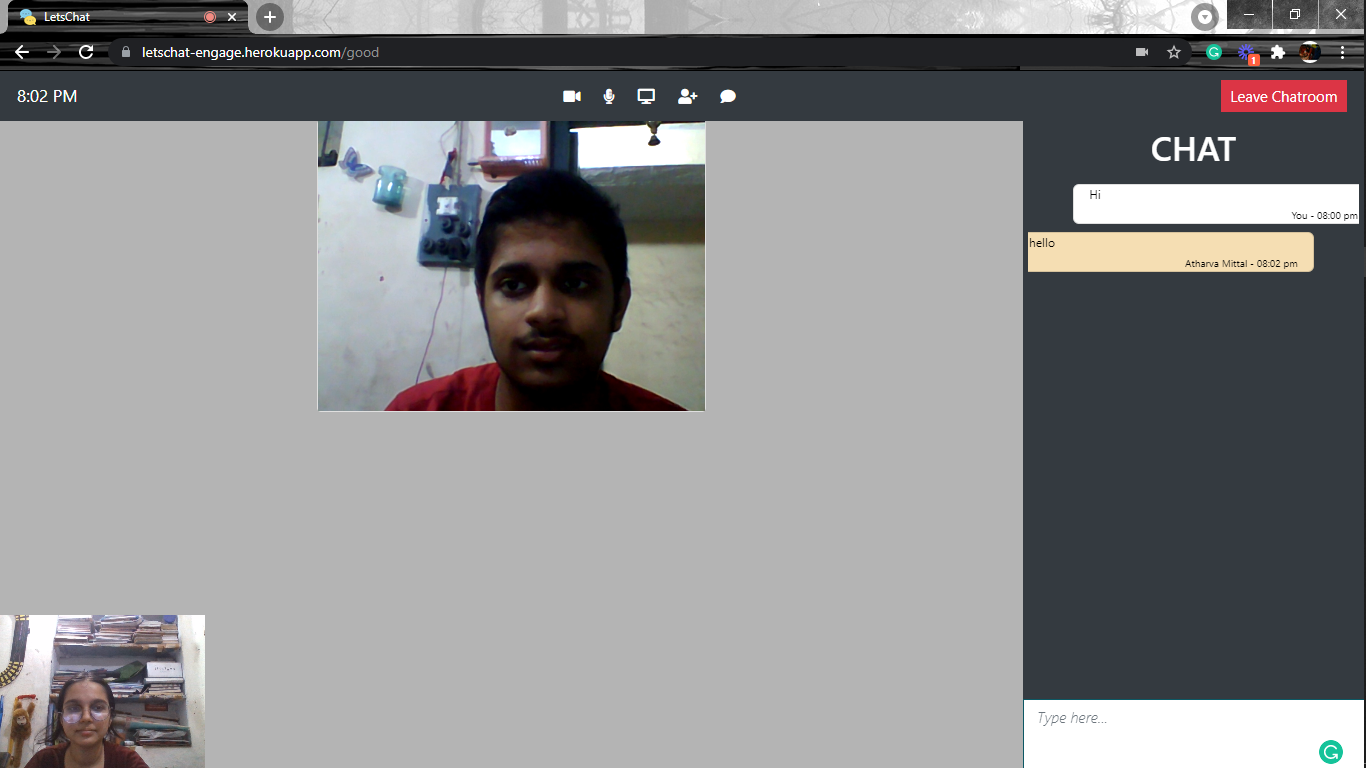 LetsChat
letschat-engage.herokuapp.com/good
1
8:02 PM
Leave Chatroom
CHAT
Hi
You - 08:00 pm
hello
Atharva Mittal - 08:02 pm
Type here...